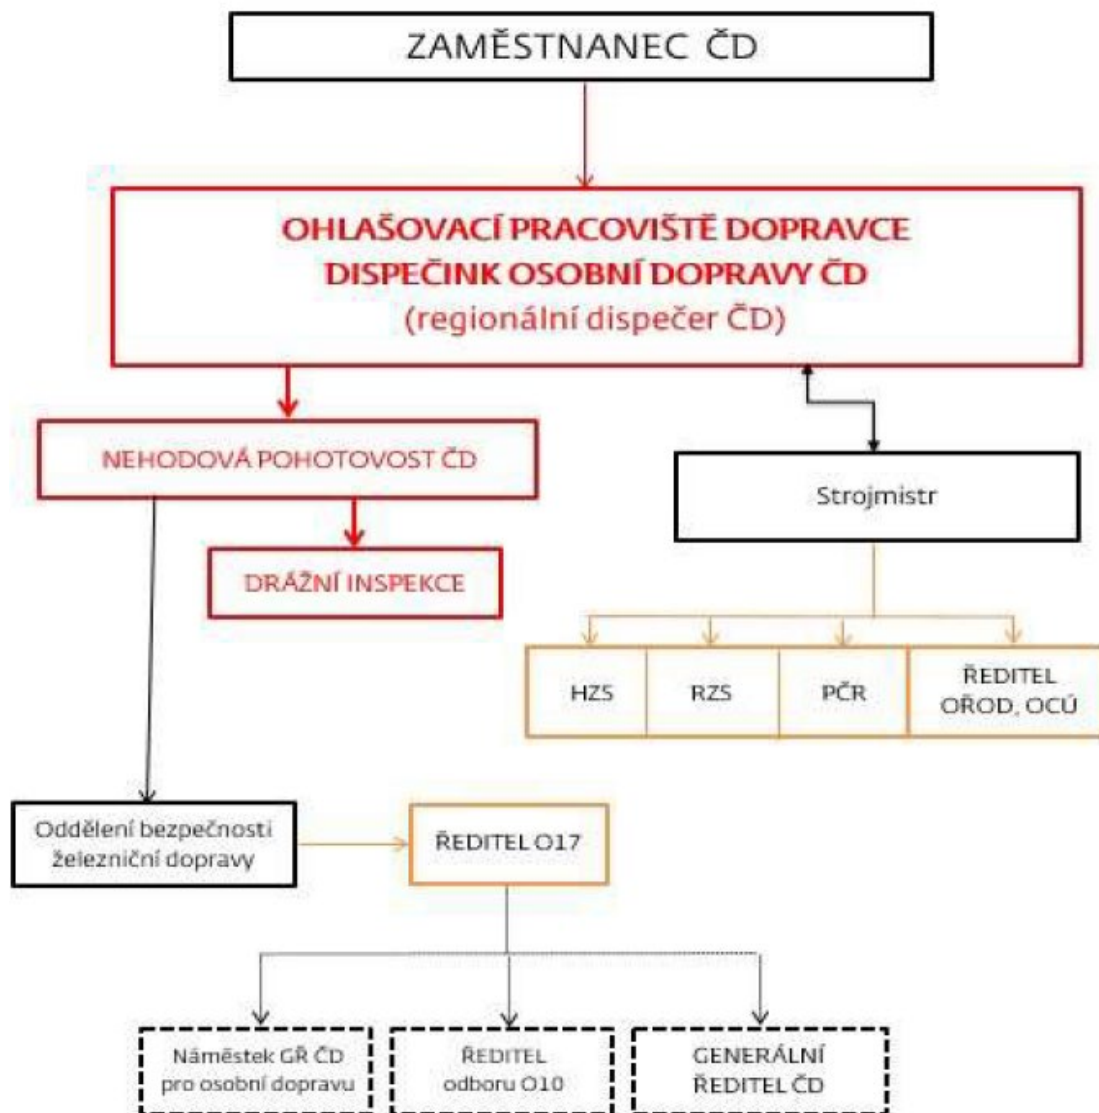 ZAMĚSTNANEC ČD
OHLAŠOVACÍ PRACOVIŠTĚ DOPRAVCE
DISPEČINK OSOBNÍ DOPRAVY ČD
(regionální dispečer ČD)
NEHODOVÁ POHOTOVOST ČD
Strojmistr
DRÁŽNÍ INSPEKCE
HZS
RZS
PČR
ŘEDITEL
OŘOD, OCÚ
Oddělení bezpečnosti
železniční dopravy
ŘEDITEL O17
Náměstek GŘ ČD
pro osobní dopravu
ŘEDITEL
odboru O10
GENERÁLNÍ
ŘEDITEL ČD